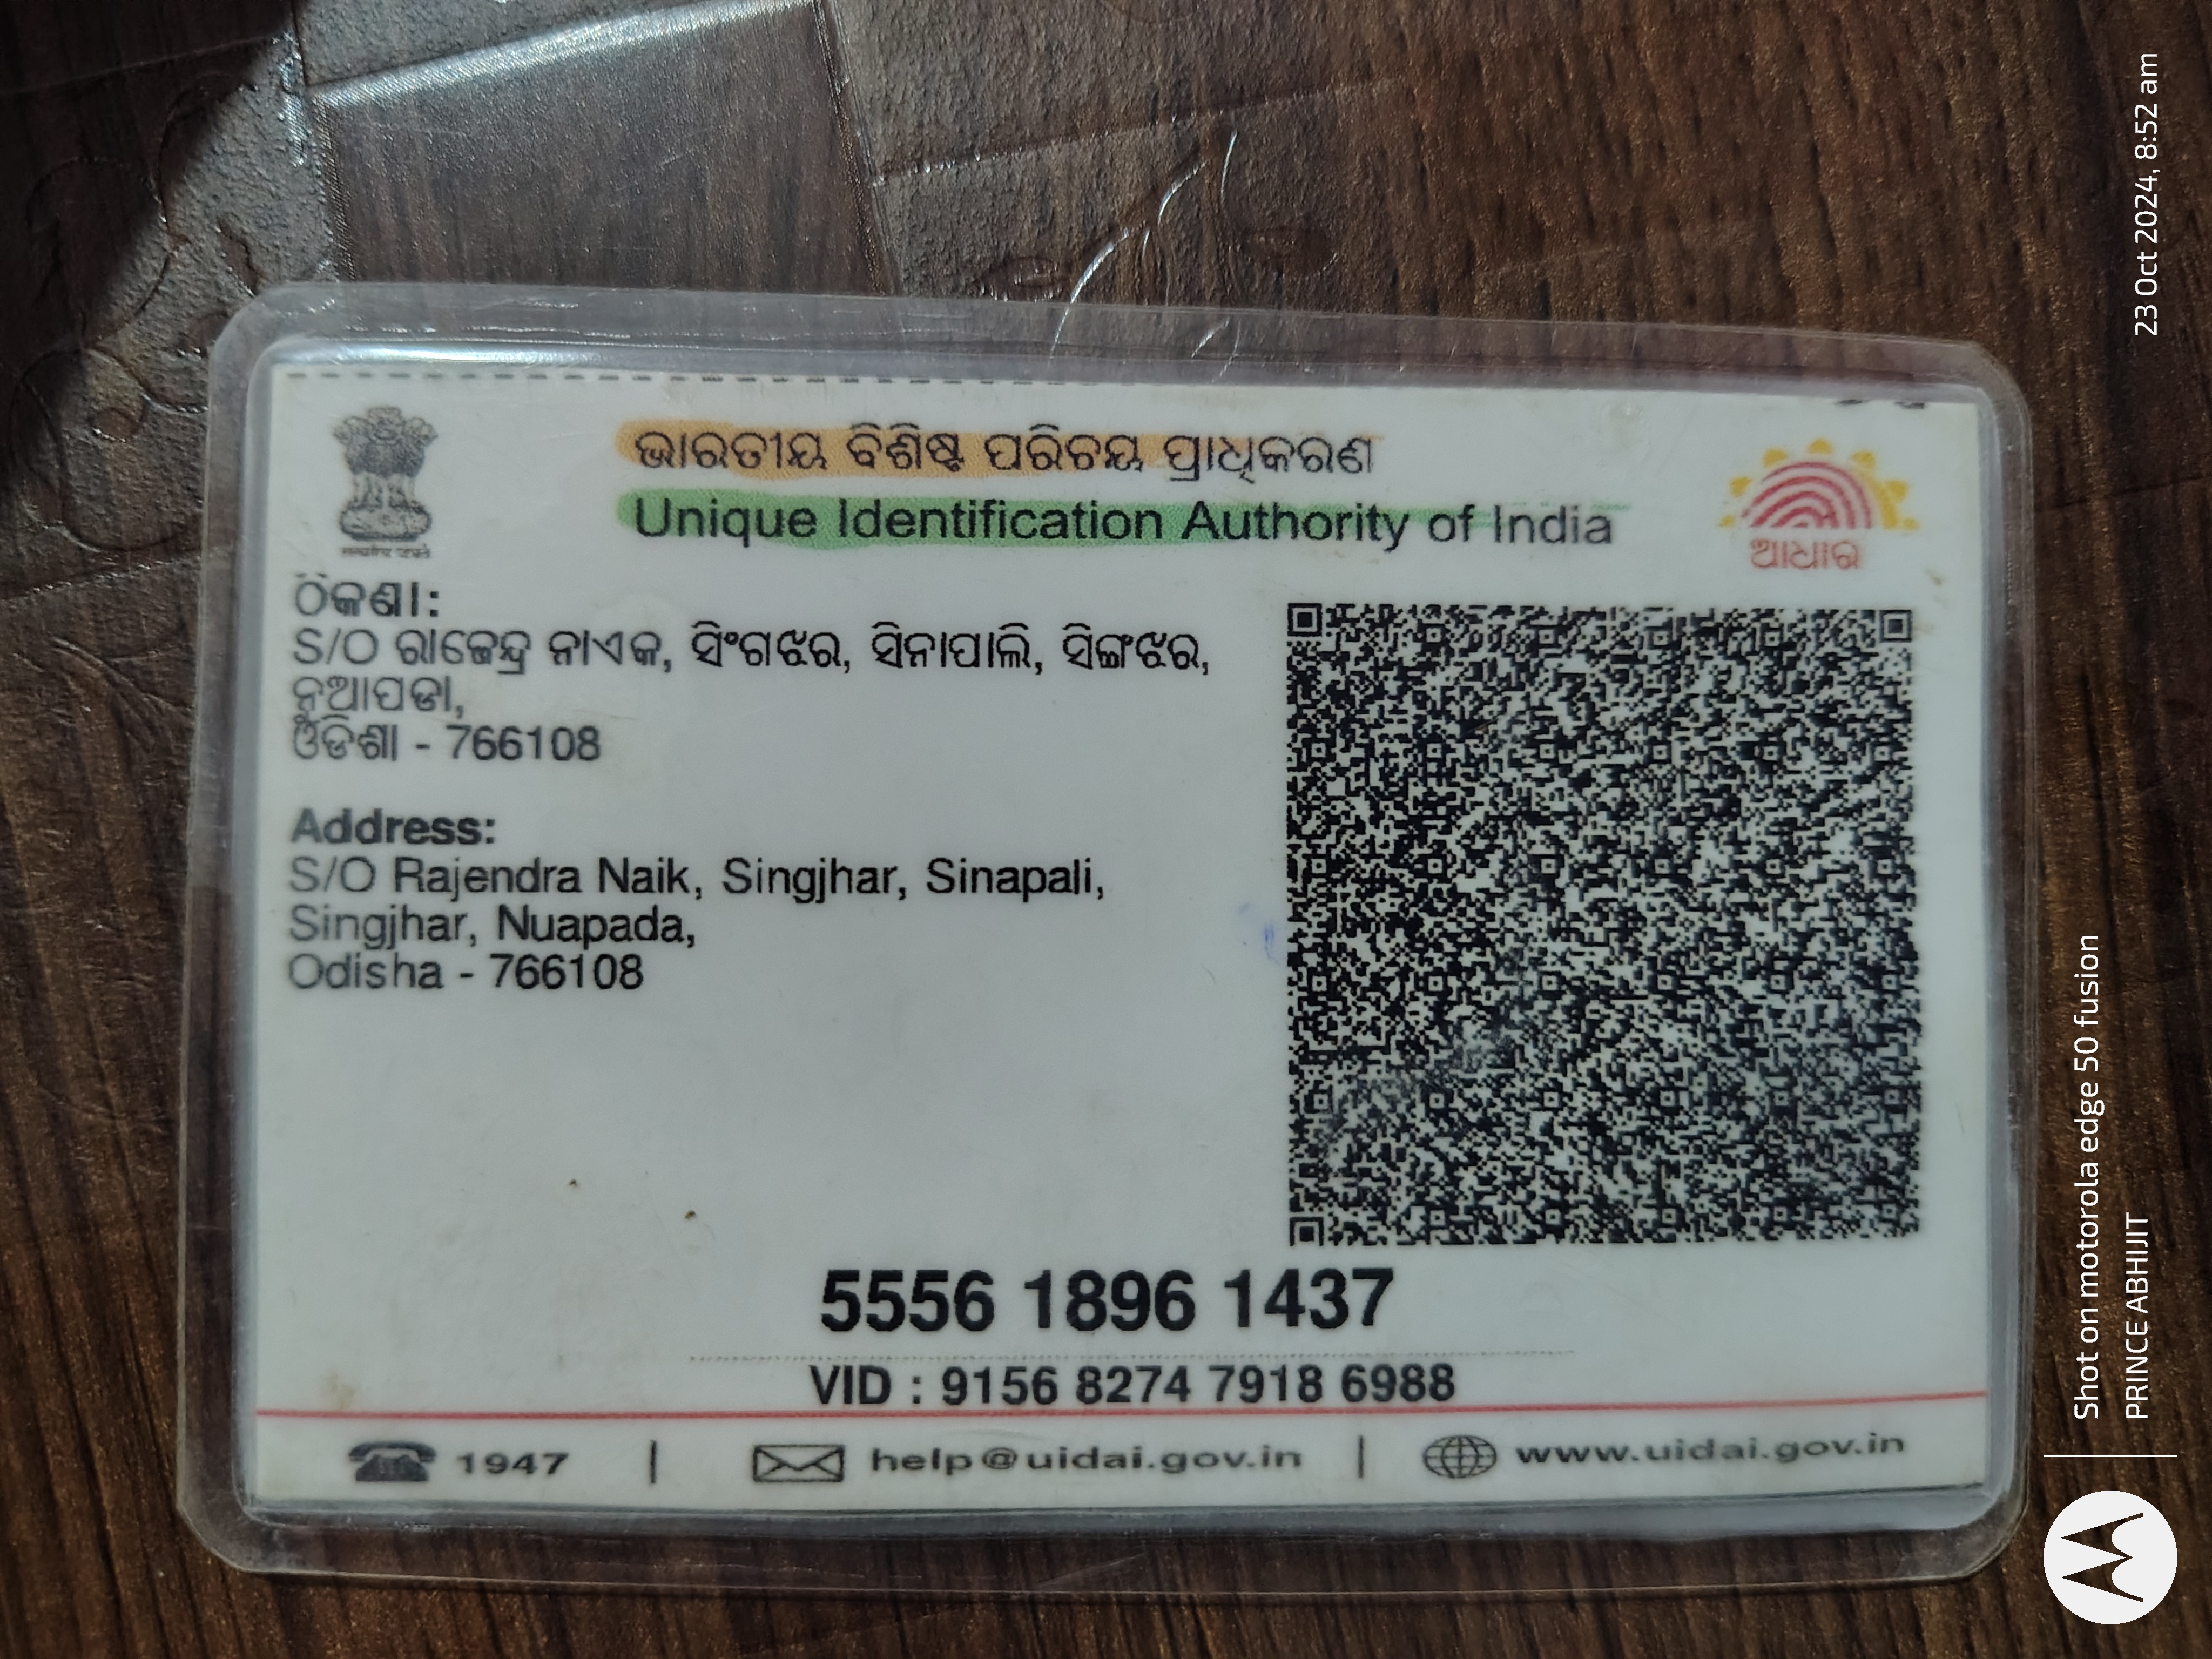 ଭାରତୀୟ ବିଶିଷ୍ଟ ପରିଚୟ ପ୍ରାଧିକରଣ
Unique Identification Authority of India
ଆଧାର
ଠିକଣା:
S/O ରାଜେନ୍ଦ୍ର ନାଏକ, ସିଂଗଝର, ସିନାପାଲି, ସିଙ୍ଗଝର,
ନୂଆପଡା,
ଓଡିଶା - 766108
Address:
S/O Rajendra Naik, Singjhar, Sinapali,
Singjhar, Nuapada,
Odisha - 766108
5556 1896 1437
VID : 9156 8274 7918 6988
1947 | help@uidai.gov.in | www.uidai.gov.in
Shot on motorola edge 50 fusion
PRINCE ABHIJIT
23 Oct 2024, 8:52 am